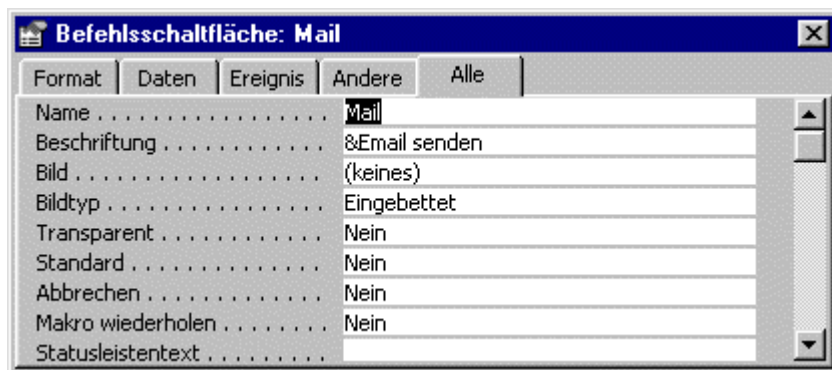 Befehlsschaltfläche: Mail
Format Daten Ereignis Andere Alle
Name . . . . . . . . . . . . . . . . . Mail
Beschriftung . . . . . . . . . . . . &Email senden
Bild . . . . . . . . . . . . . . . . . . . (keines)
Bildtyp . . . . . . . . . . . . . . . . Eingebettet
Transparent . . . . . . . . . . . . Nein
Standard . . . . . . . . . . . . . . Nein
Abbrechen . . . . . . . . . . . . . Nein
Makro wiederholen . . . . . . . Nein
Statusleistentext . . . . . . . . .